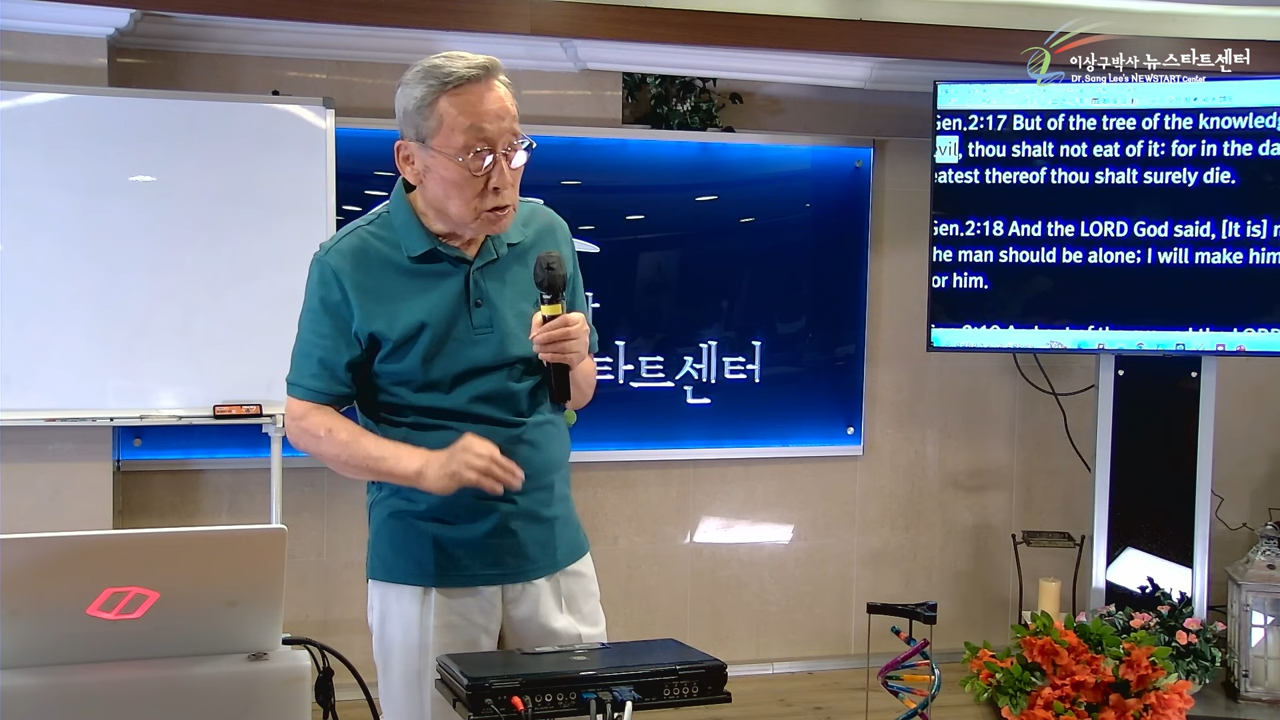 이상구박사 뉴스타트센터
Dr. Sang Lee's NEWSTART Center
Gen.2:17 But of the tree of the knowledg
vil, thou shalt not eat of it: for in the da
eatest thereof thou shalt surely die.
Gen.2:18 And the LORD God said, [It is] n
he man should be alone; I will make him
or him.
타트센터